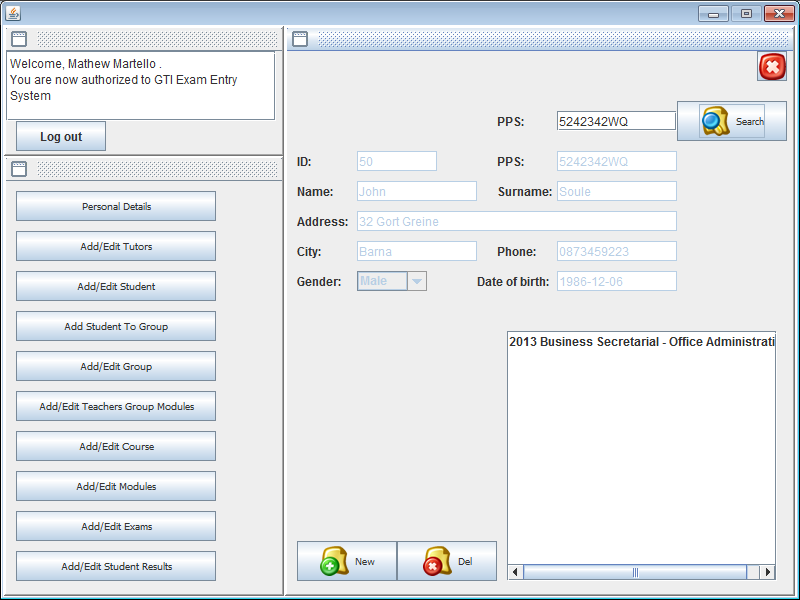 Welcome, Mathew Martello .
You are now authorized to GTI Exam Entry
System
Log out
Personal Details
Add/Edit Tutors
Add/Edit Student
Add Student To Group
Add/Edit Group
Add/Edit Teachers Group Modules
Add/Edit Course
Add/Edit Modules
Add/Edit Exams
Add/Edit Student Results
PPS: 5242342WQ Search
ID: 50 PPS: 5242342WQ
Name: John Surname: Soule
Address: 32 Gort Greine
City: Barna Phone: 0873459223
Gender: Male Date of birth: 1986-12-06
2013 Business Secretarial - Office Administrati
New Del